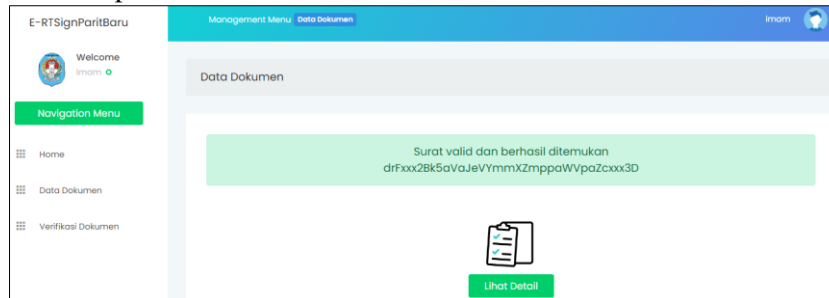 E-RTSignParitBaru
Management Menu Data Dokumen
imam
Welcome
Imam
Data Dokumen
Navigation Menu
Home
Surat valid dan berhasil ditemukan
drFxxx2Bk5aVaJeVYmmXZmppaWVpaZcxxx3D
Data Dokumen
Verifikasi Dokumen
Lihat Detail